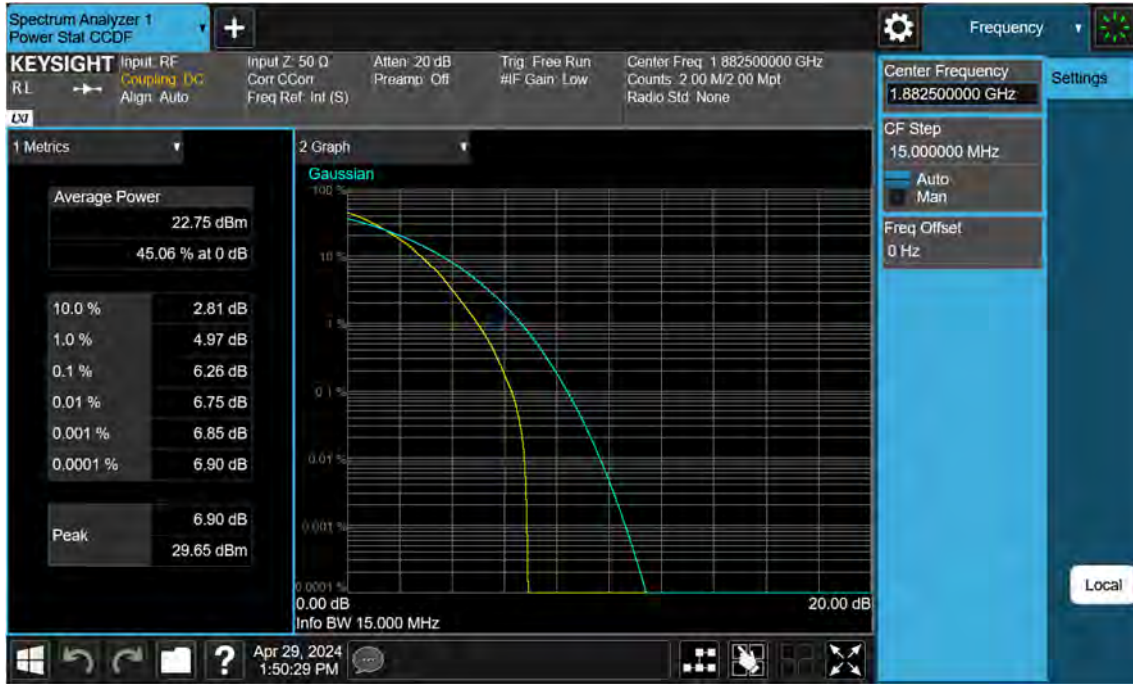 Spectrum Analyzer 1
Power Stat CCDF
+
Frequency
KEYSIGHT
RL
LXI
Input: RF
Coupling: DC
Align: Auto
Input Z: 50 Ω
Corr CCorr
Freq Ref: Int (S)
Atten: 20 dB
Preamp: Off
Trig: Free Run
#IF Gain: Low
Center Freq: 1.882500000 GHz
Counts: 2.00 M/2.00 Mpt
Radio Std: None
Center Frequency
1.882500000 GHz
Settings
CF Step
15.000000 MHz
Auto
Man
Freq Offset
0 Hz
1 Metrics
Average Power
22.75 dBm
45.06 % at 0 dB
10.0 % 2.81 dB
1.0 % 4.97 dB
0.1 % 6.26 dB
0.01 % 6.75 dB
0.001 % 6.85 dB
0.0001 % 6.90 dB
Peak
6.90 dB
29.65 dBm
2 Graph
Gaussian
100 %
10 %
1 %
0.1 %
0.01 %
0.001 %
0.0001 %
0.00 dB 20.00 dB
Info BW 15.000 MHz
Local
?
Apr 29, 2024
1:50:29 PM